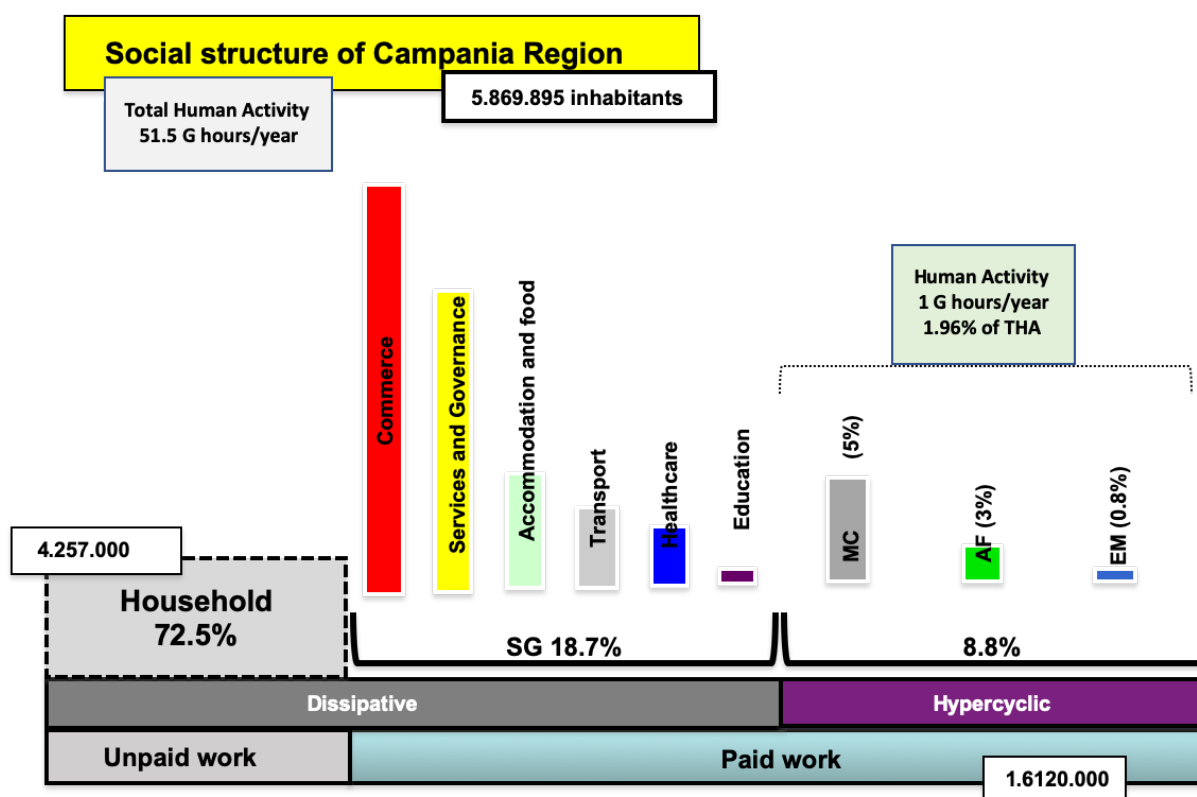 Social structure of Campania Region
5.869.895 inhabitants
Total Human Activity
51.5 G hours/year
Human Activity
1 G hours/year
1.96% of THA
Commerce
Services and Governance
Accommodation and food
Transport
Healthcare
Education
MC (5%)
AF (3%)
EM (0.8%)
4.257.000
Household
72.5%
SG 18.7%
8.8%
Dissipative
Hypercyclic
Unpaid work
Paid work
1.6120.000